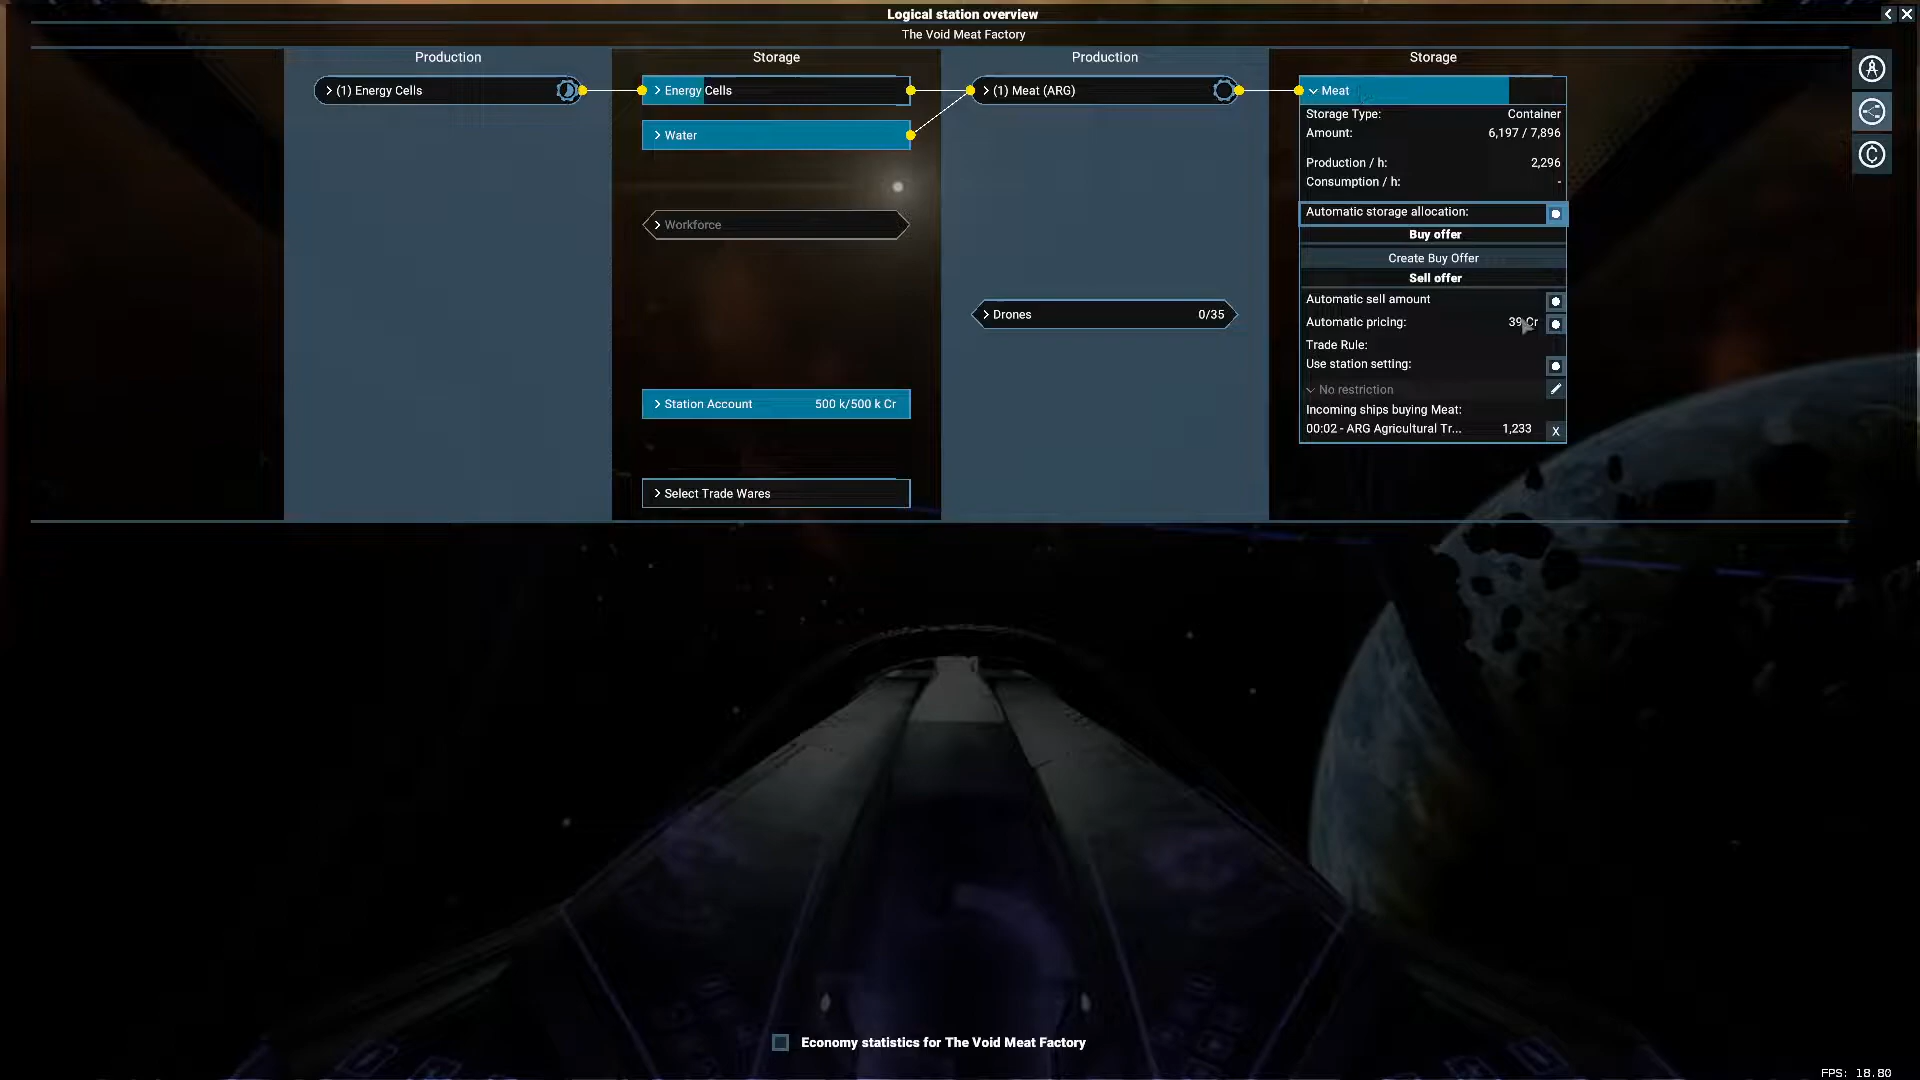 Logical station overview
The Void Meat Factory
Production
Storage
Production
Storage
(1) Energy Cells
Energy Cells
(1) Meat (ARG)
Meat
Storage Type: Container
Amount: 6,197 / 7,896
Water
Production / h: 2,296
Consumption / h: -
Automatic storage allocation:
Workforce
Buy offer
Create Buy Offer
Sell offer
Automatic sell amount
Drones 0/35
Automatic pricing: 39 Cr
Trade Rule:
Use station setting:
No restriction
Station Account 500 k/500 k Cr
Incoming ships buying Meat:
00:02 - ARG Agricultural Tr... 1,233 X
Select Trade Wares
Economy statistics for The Void Meat Factory
FPS: 18.80